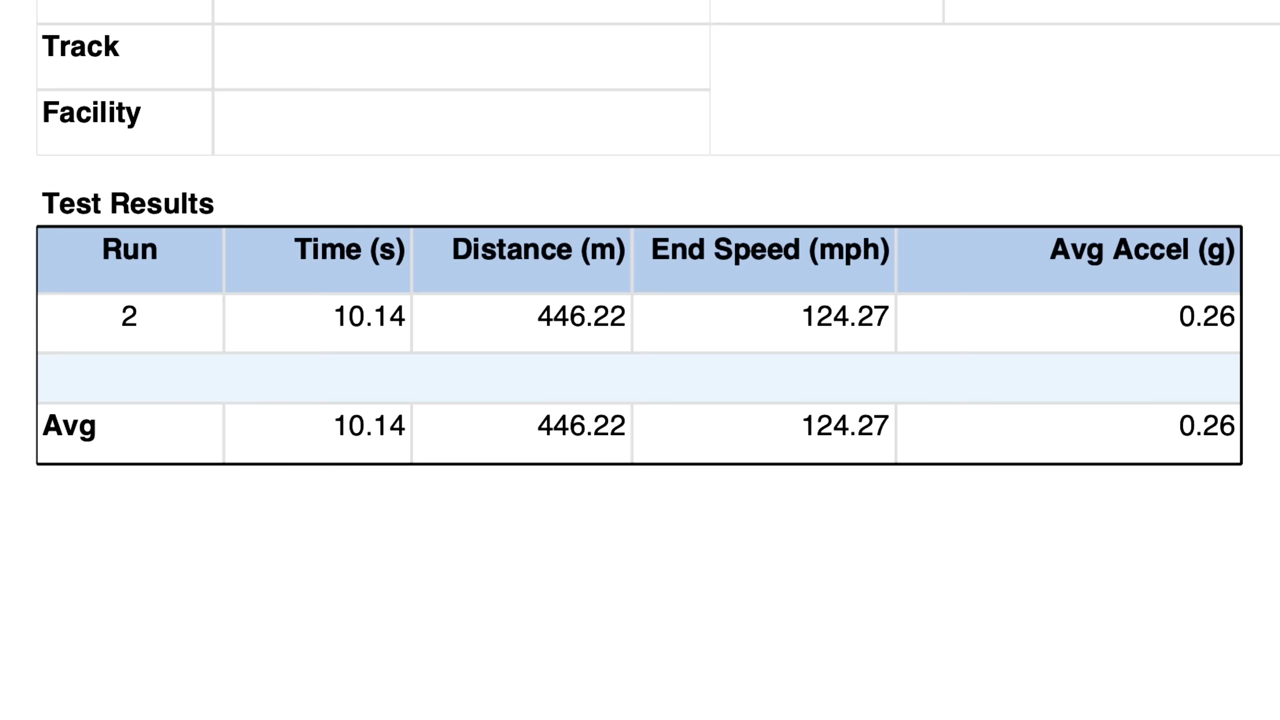 Track
Facility
Test Results
Run Time (s) Distance (m) End Speed (mph) Avg Accel (g)
2 10.14 446.22 124.27 0.26
Avg 10.14 446.22 124.27 0.26